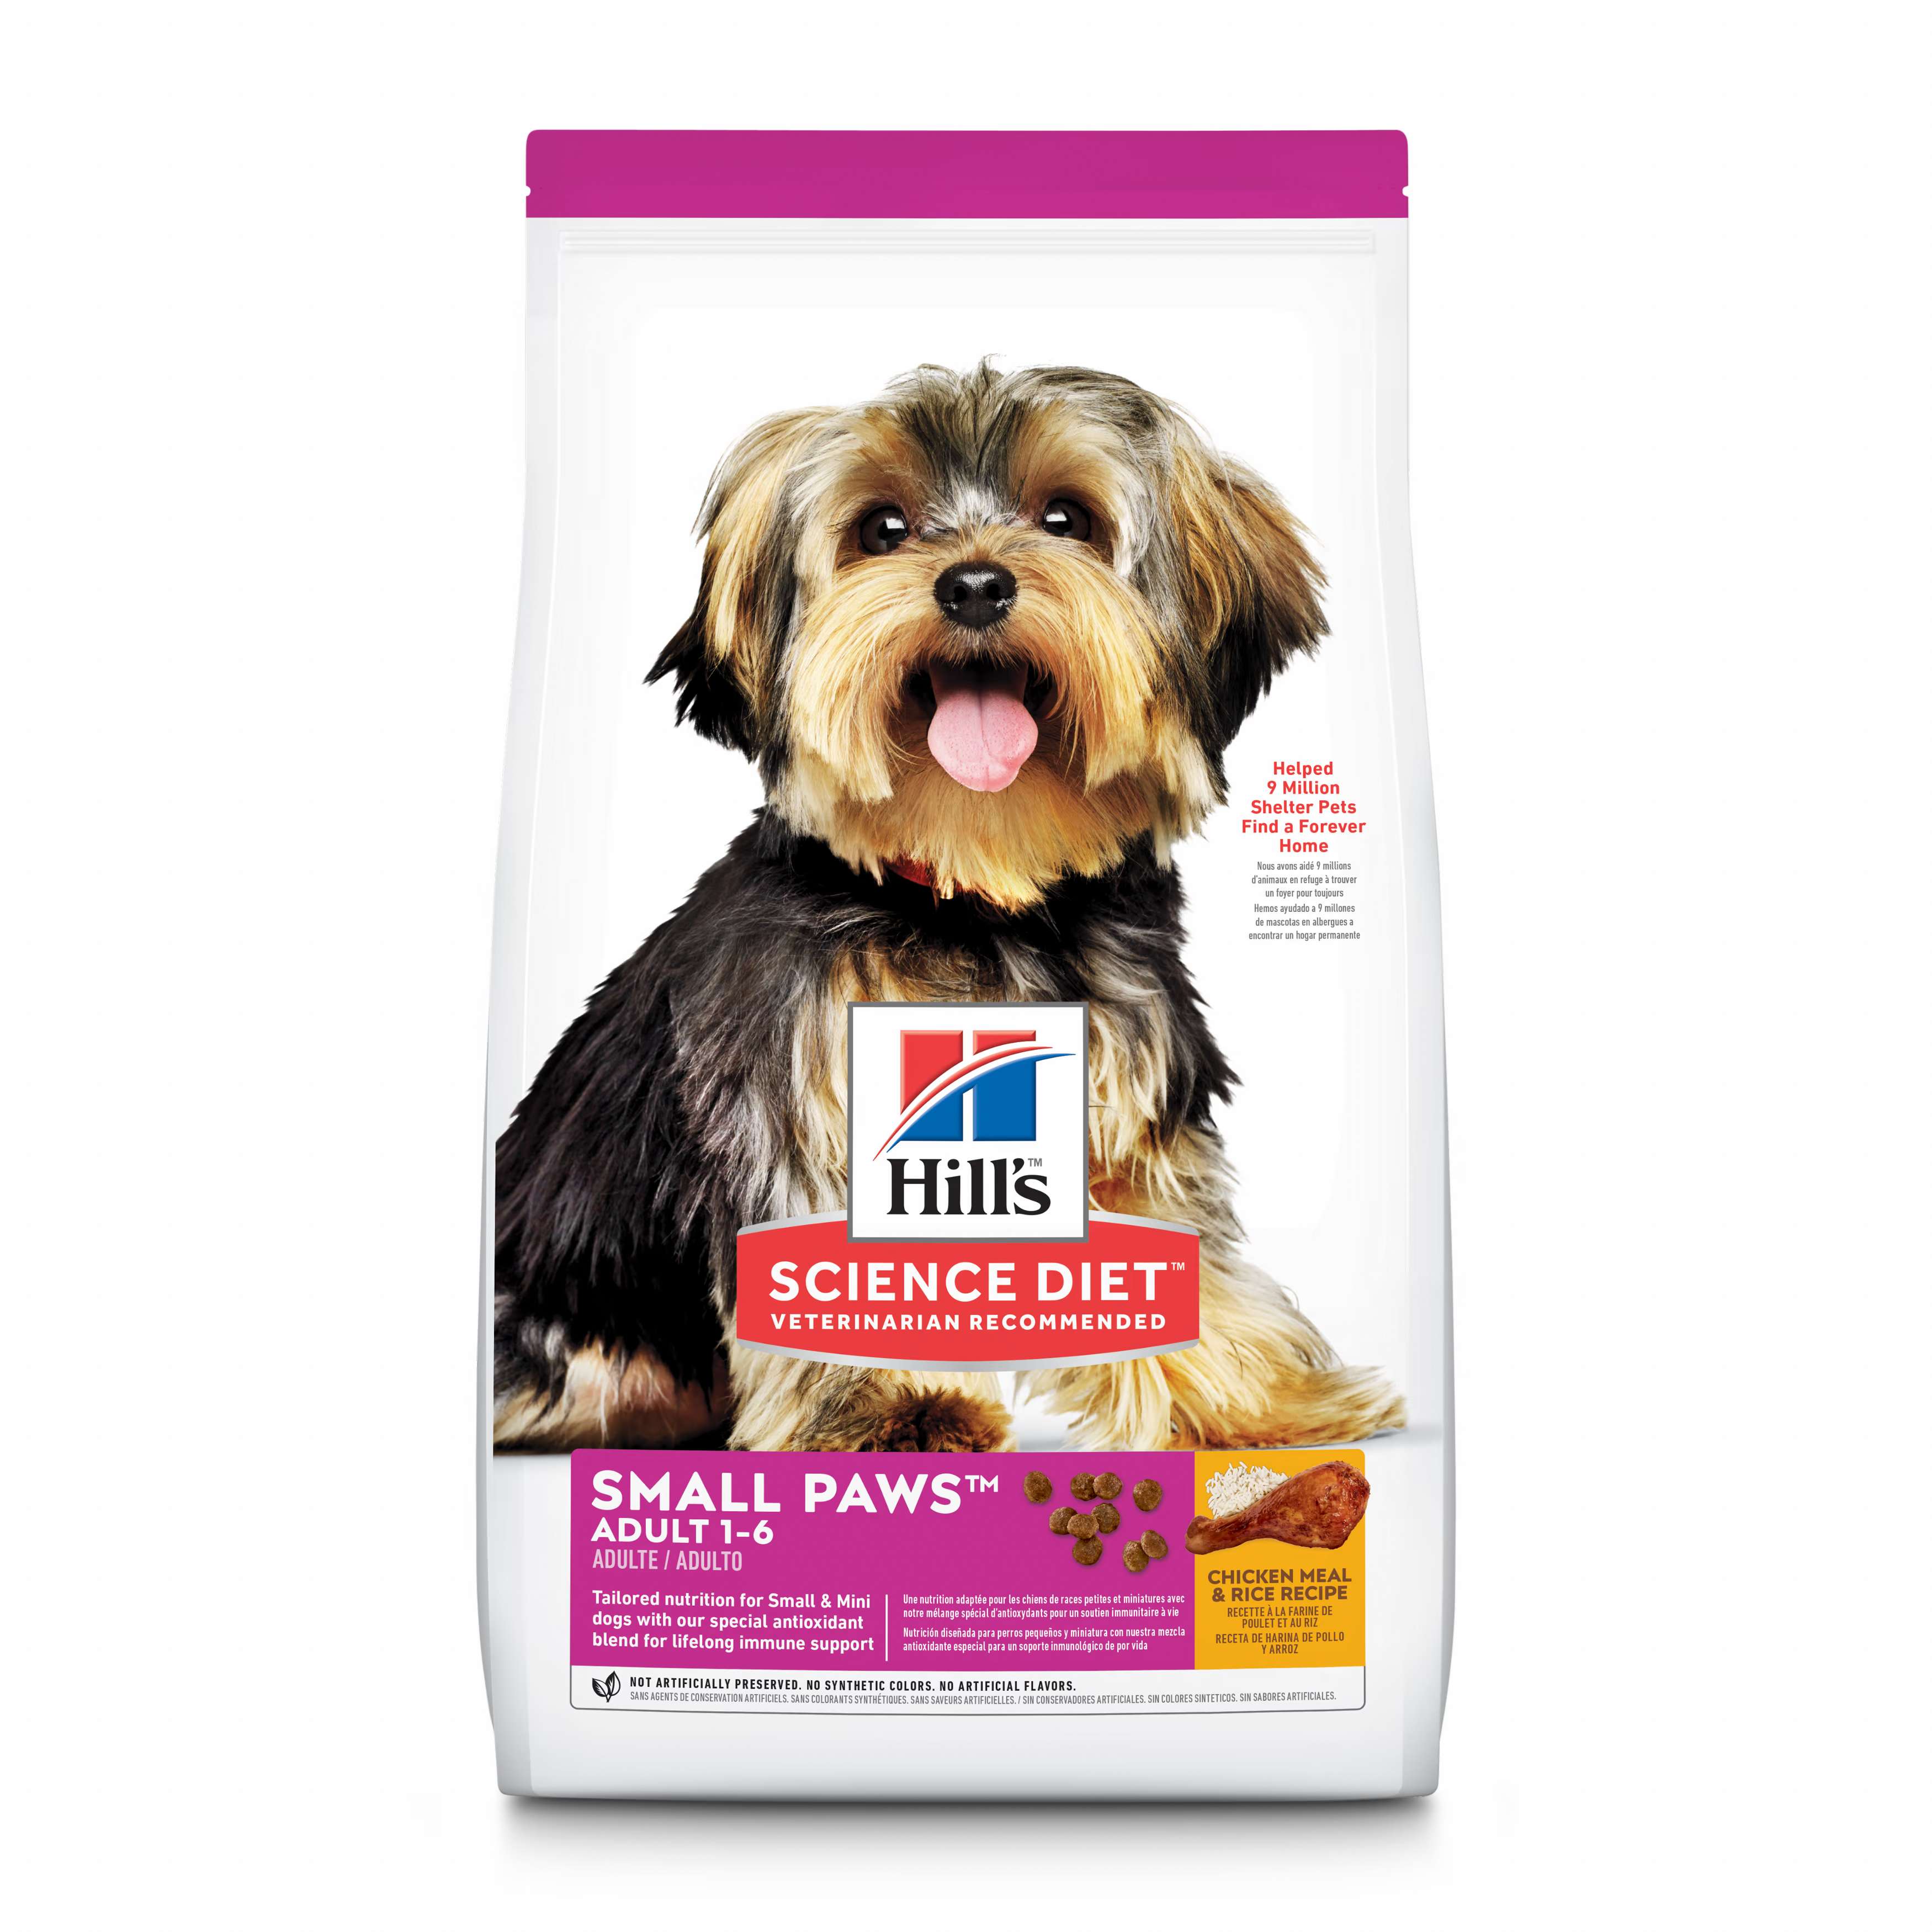 Helped
9 Million
Shelter Pets
Find a Forever
Home
Nous avons aidé 9 millions
d'animaux en refuge à trouver
un foyer pour toujours
Hemos ayudado a 9 millones
de mascotas en albergues a
encontrar un hogar permanente
Hill's™
SCIENCE DIET™
VETERINARIAN RECOMMENDED
SMALL PAWS™
ADULT 1-6
ADULTE / ADULTO
Tailored nutrition for Small & Mini
dogs with our special antioxidant
blend for lifelong immune support
Une nutrition adaptée pour les chiens de races petites et miniatures avec
notre mélange spécial d'antioxydants pour un soutien immunitaire à vie
Nutrición diseñada para perros pequeños y miniatura con nuestra mezcla
antioxidante especial para un soporte inmunológico de por vida
CHICKEN MEAL
& RICE RECIPE
RECETTE À LA FARINE DE
POULET ET AU RIZ
RECETA DE HARINA DE POLLO
Y ARROZ
NOT ARTIFICIALLY PRESERVED. NO SYNTHETIC COLORS. NO ARTIFICIAL FLAVORS.
SANS AGENTS DE CONSERVATION ARTIFICIELS. SANS COLORANTS SYNTHÉTIQUES. SANS SAVEURS ARTIFICIELLES. / SIN CONSERVADORES ARTIFICIALES. SIN COLORES SINTETICOS. SIN SABORES ARTIFICIALES.